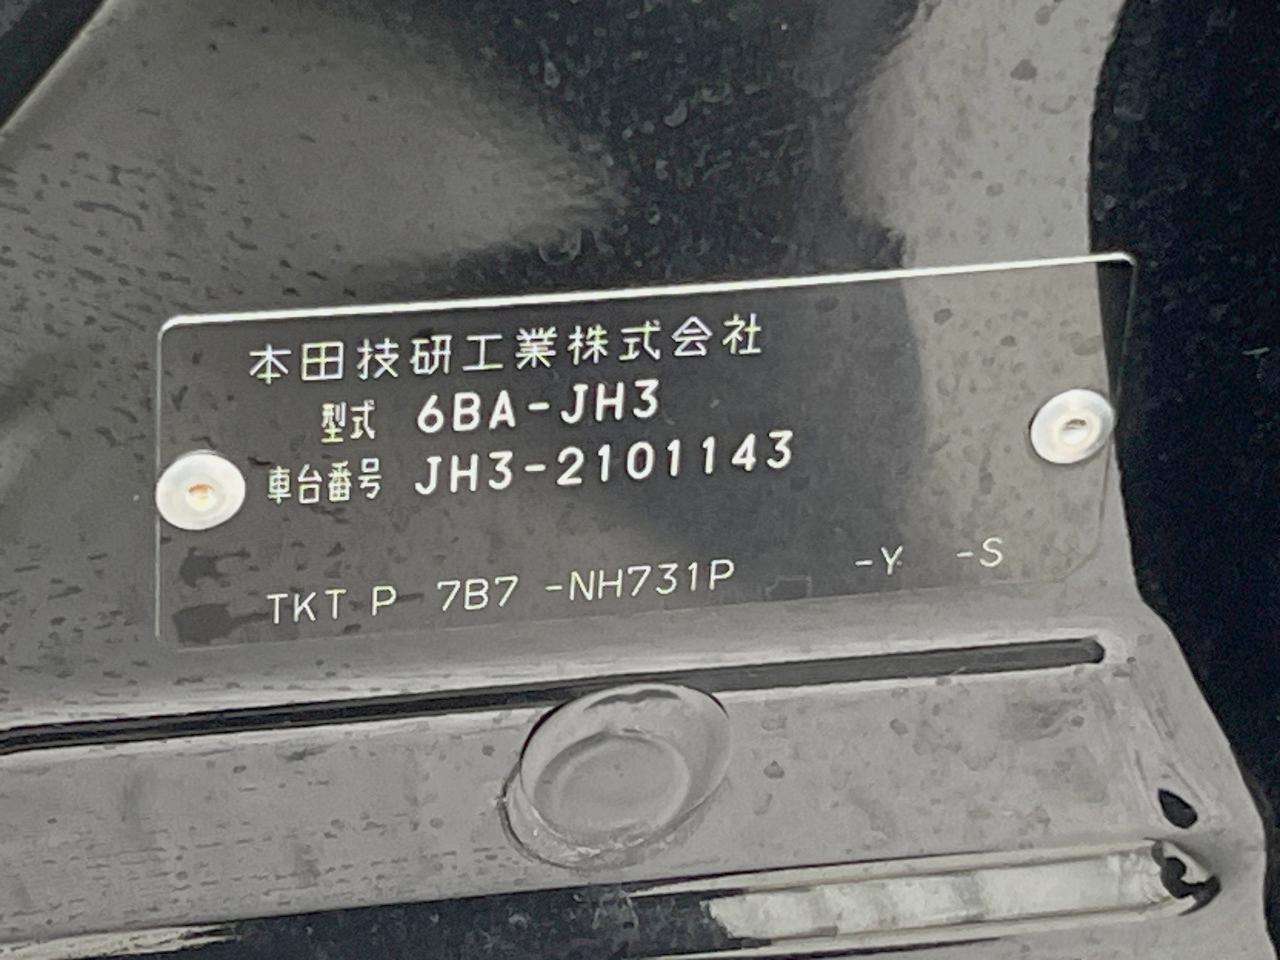 本田技研工業株式会社
型式 6BA-JH3
車台番号 JH3-2101143
TKT P 7B7 -NH731P -Y -S